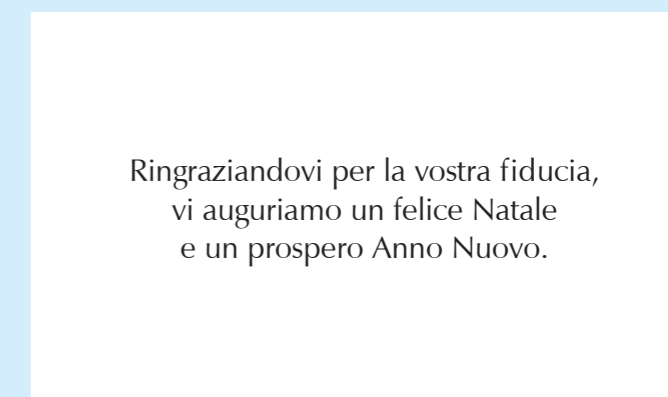 Ringraziandovi per la vostra fiducia,
vi auguriamo un felice Natale
e un prospero Anno Nuovo.